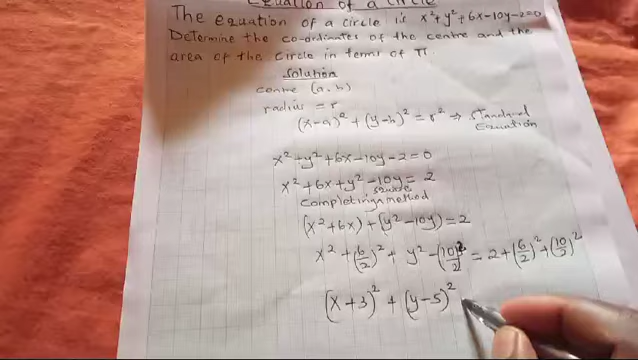 Equation of a circle
The equation of a circle is x²+y²+6x-10y-2=0
Determine the co-ordinates of the centre and the
area of the circle in terms of π.
Solution
centre (a,b)
radius = r
(x-a)²+(y-b)²=r² ⇒ standard
Equation
x²+y²+6x-10y-2=0
x²+6x+y²-10y=2
square
Completing a method
(x²+6x)+(y²-10y)=2
x²+(6/2)²+y²-(10/2)²=2+(6/2)²+(10/2)²
(x+3)²+(y-5)²